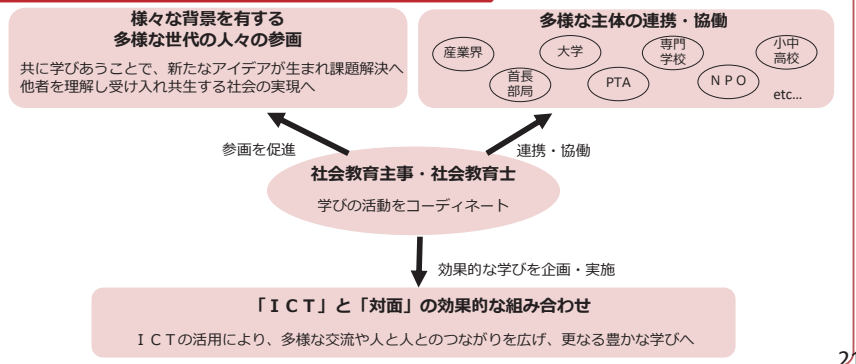 様々な背景を有する
多様な世代の人々の参画
共に学びあうことで、新たなアイデアが生まれ課題解決へ
他者を理解し受け入れ共生する社会の実現へ
多様な主体の連携・協働
産業界
大学
専門
学校
小中
高校
首長
部局
PTA
ＮＰＯ
etc…
参画を促進
連携・協働
社会教育主事・社会教育士
学びの活動をコーディネート
効果的な学びを企画・実施
「ＩＣＴ」と「対面」の効果的な組み合わせ
ＩＣＴの活用により、多様な交流や人と人とのつながりを広げ、更なる豊かな学びへ